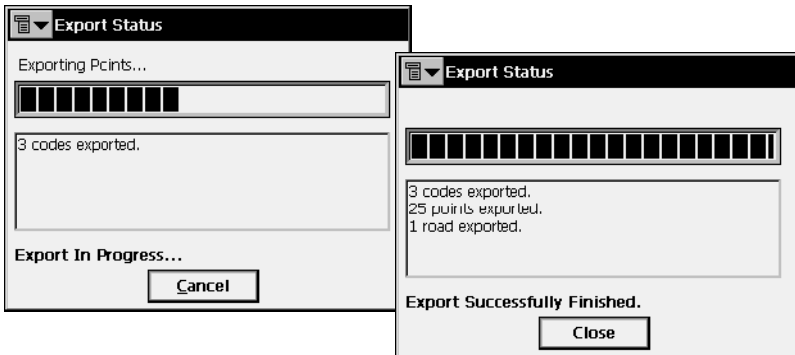 Export Status
Exporting Points...
3 codes exported.
Export In Progress...
Cancel
Export Status
3 codes exported.
25 points exported.
1 road exported.
Export Successfully Finished.
Close